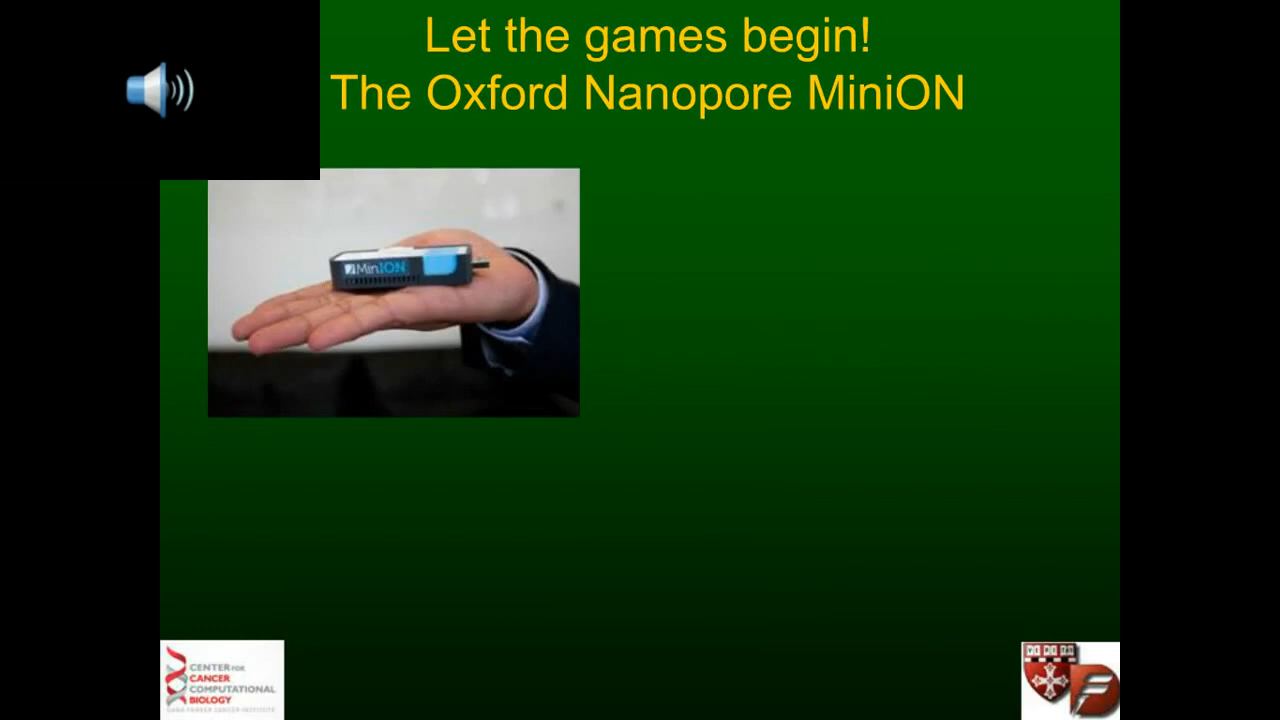 Let the games begin!
The Oxford Nanopore MiniON
MinION
CENTER FOR
CANCER
COMPUTATIONAL
BIOLOGY